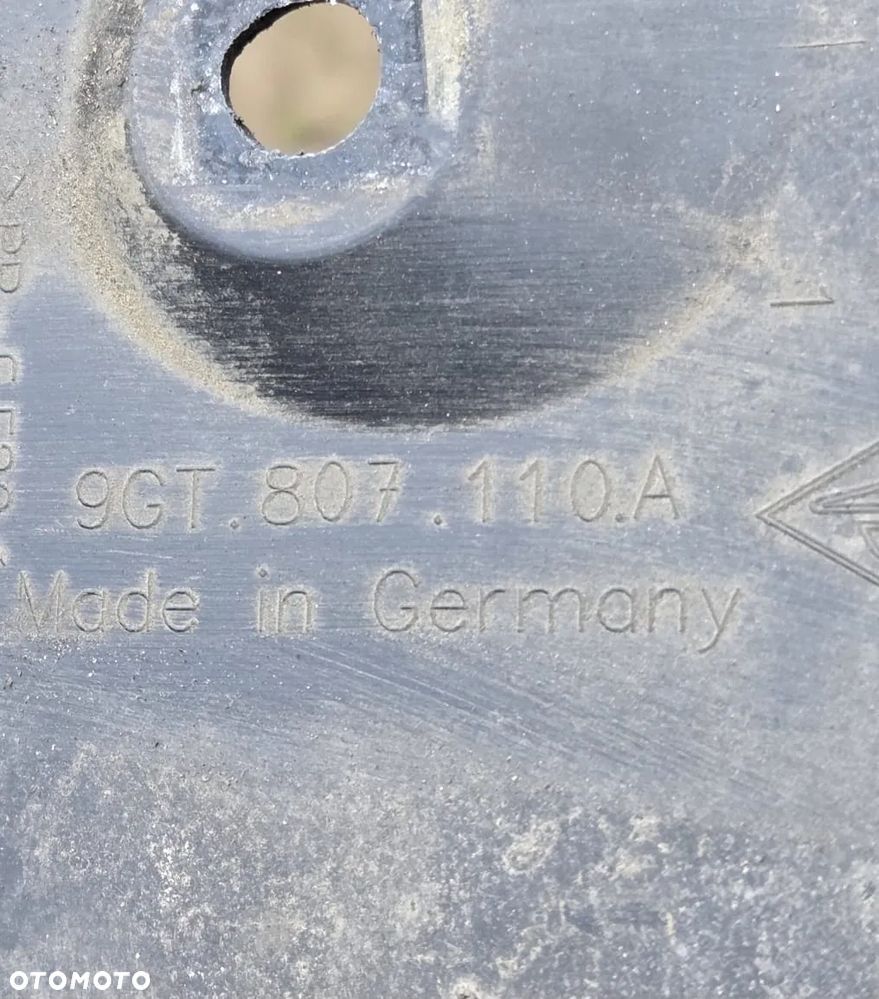 9GT.807.110.A
Made in Germany
OTOMOTO